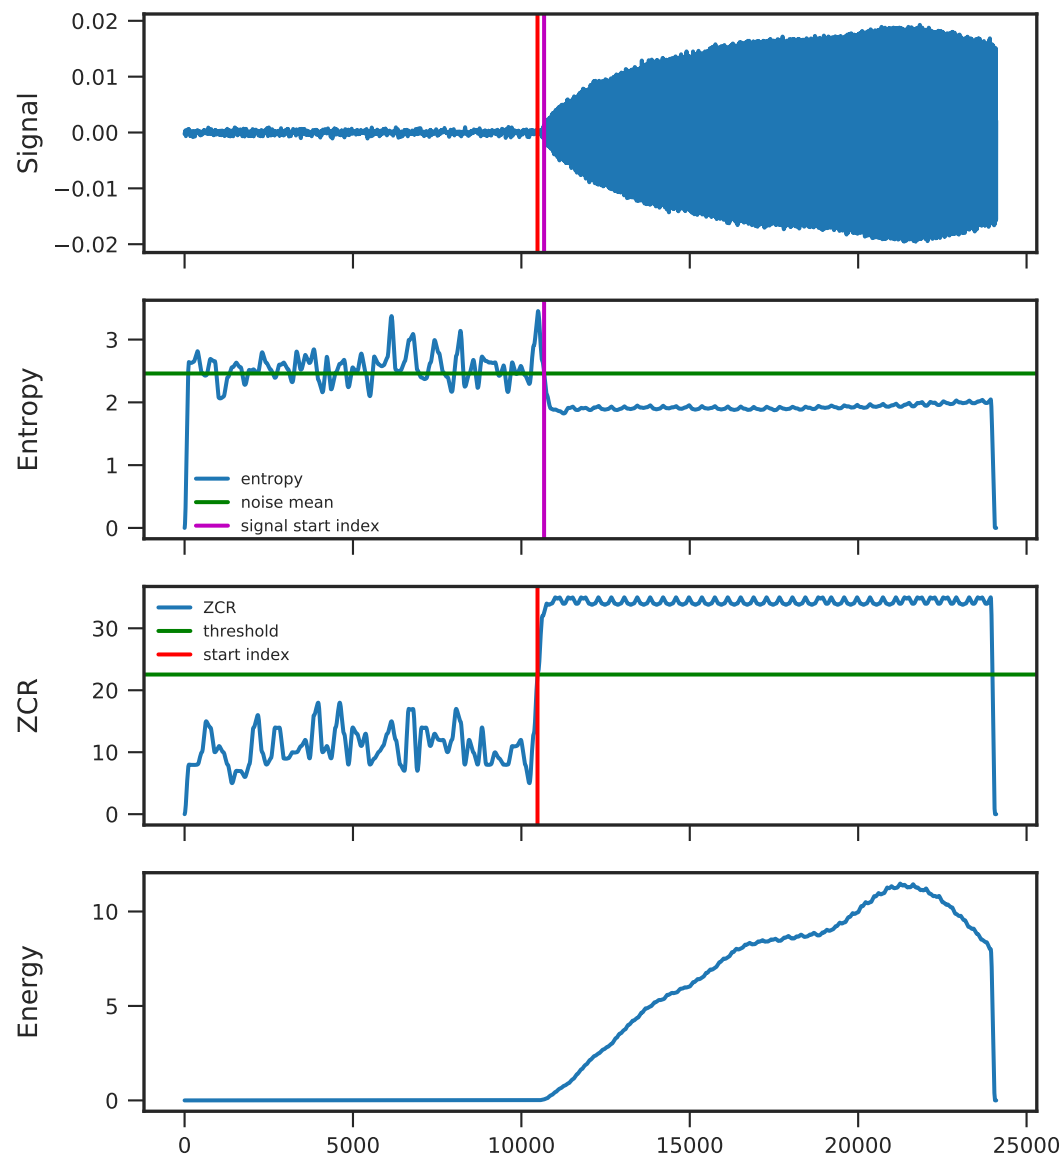 Signal
0.02
0.01
0.00
−0.01
−0.02
Entropy
3
2
1
0
entropy
noise mean
signal start index
ZCR
30
20
10
0
ZCR
threshold
start index
Energy
10
5
0
0 5000 10000 15000 20000 25000